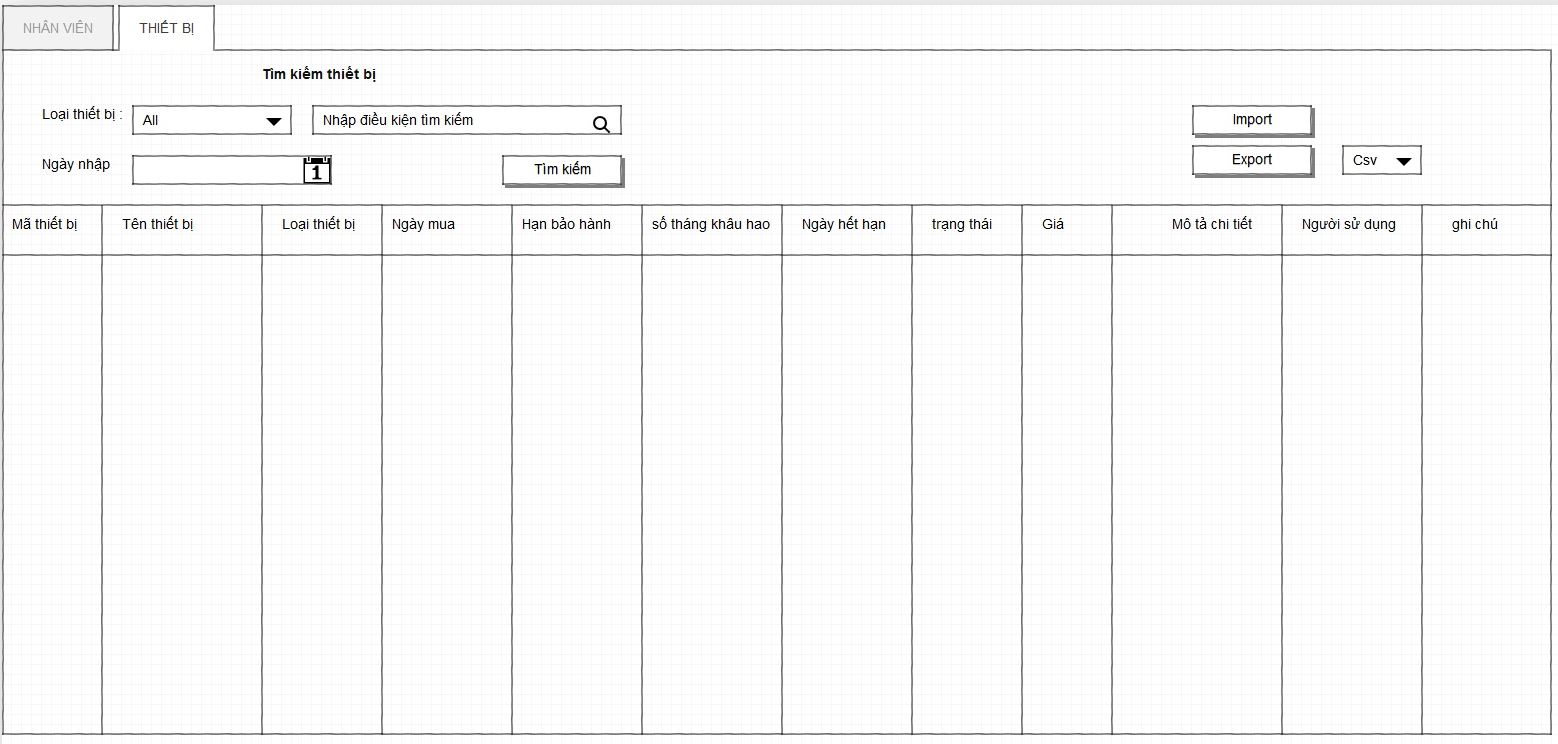 NHÂN VIÊN THIẾT BỊ
Tìm kiếm thiết bị
Loại thiết bị : All Nhập điều kiện tìm kiếm Import
Ngày nhập 1 Tìm kiếm Export Csv
Mã thiết bị Tên thiết bị Loại thiết bị Ngày mua Hạn bảo hành số tháng khâu hao Ngày hết hạn trạng thái Giá Mô tả chi tiết Người sử dụng ghi chú